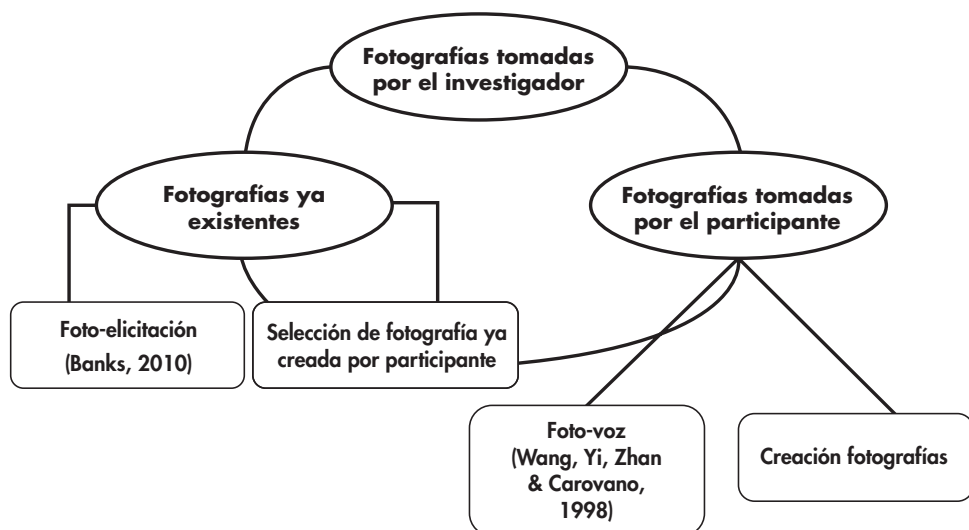 Fotografías tomadas
por el investigador
Fotografías ya
existentes
Fotografías tomadas
por el participante
Foto-elicitación
(Banks, 2010)
Selección de fotografía ya
creada por participante
Foto-voz
(Wang, Yi, Zhan
& Carovano,
1998)
Creación fotografías